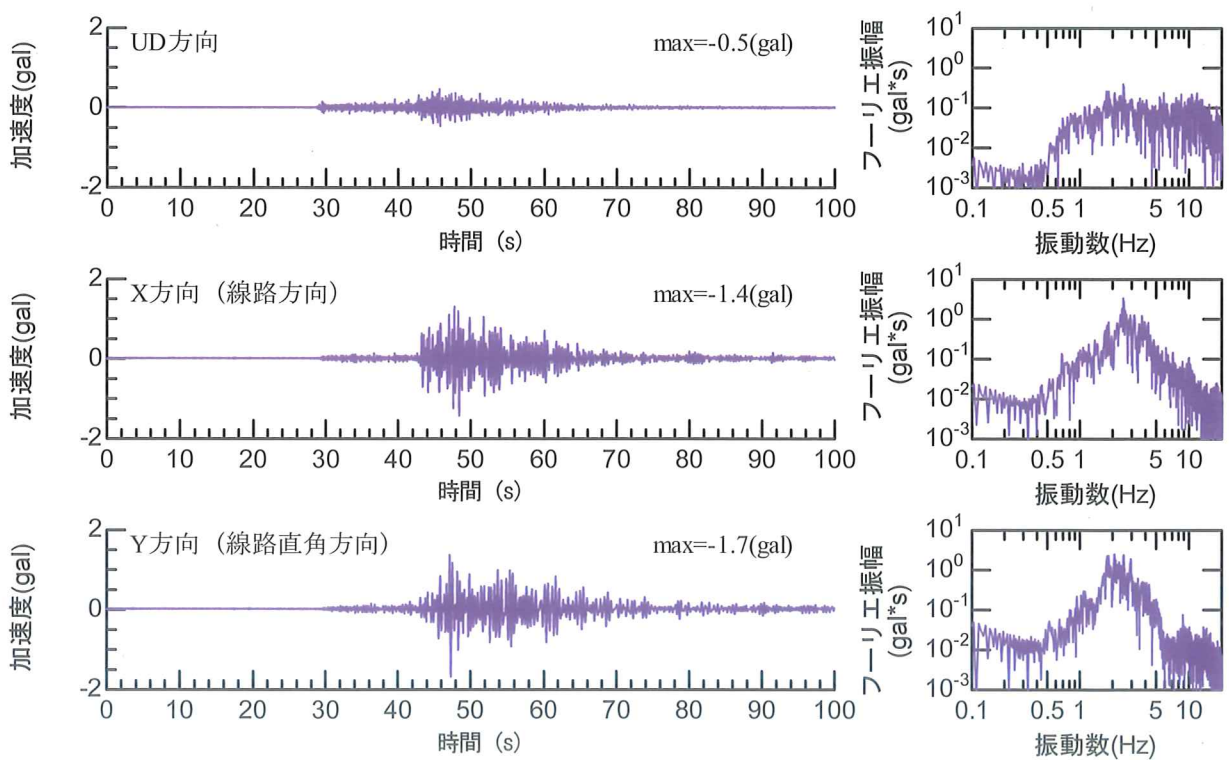 2
UD方向
max=-0.5(gal)
加速度(gal)
0
-2
0 10 20 30 40 50 60 70 80 90 100
時間 (s)
フーリエ振幅
(gal*s)
10¹
10⁰
10⁻¹
10⁻²
10⁻³
0.1 0.5 1 5 10
振動数(Hz)
2
X方向 (線路方向)
max=-1.4(gal)
加速度(gal)
0
-2
0 10 20 30 40 50 60 70 80 90 100
時間 (s)
フーリエ振幅
(gal*s)
10¹
10⁰
10⁻¹
10⁻²
10⁻³
0.1 0.5 1 5 10
振動数(Hz)
2
Y方向 (線路直角方向)
max=-1.7(gal)
加速度(gal)
0
-2
0 10 20 30 40 50 60 70 80 90 100
時間 (s)
フーリエ振幅
(gal*s)
10¹
10⁰
10⁻¹
10⁻²
10⁻³
0.1 0.5 1 5 10
振動数(Hz)